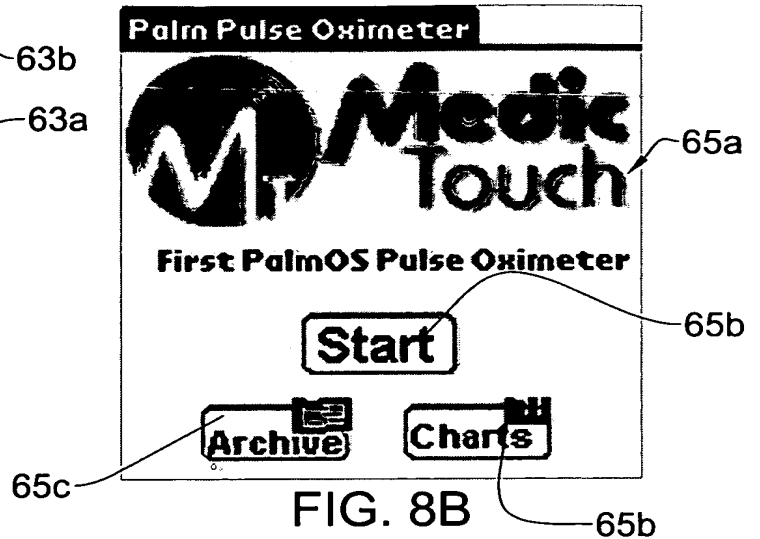 Palm Pulse Oximeter
63b
63a
MT Medic
Touch
65a
First PalmOS Pulse Oximeter
Start
65b
Archive
Charts
65c
FIG. 8B
65b